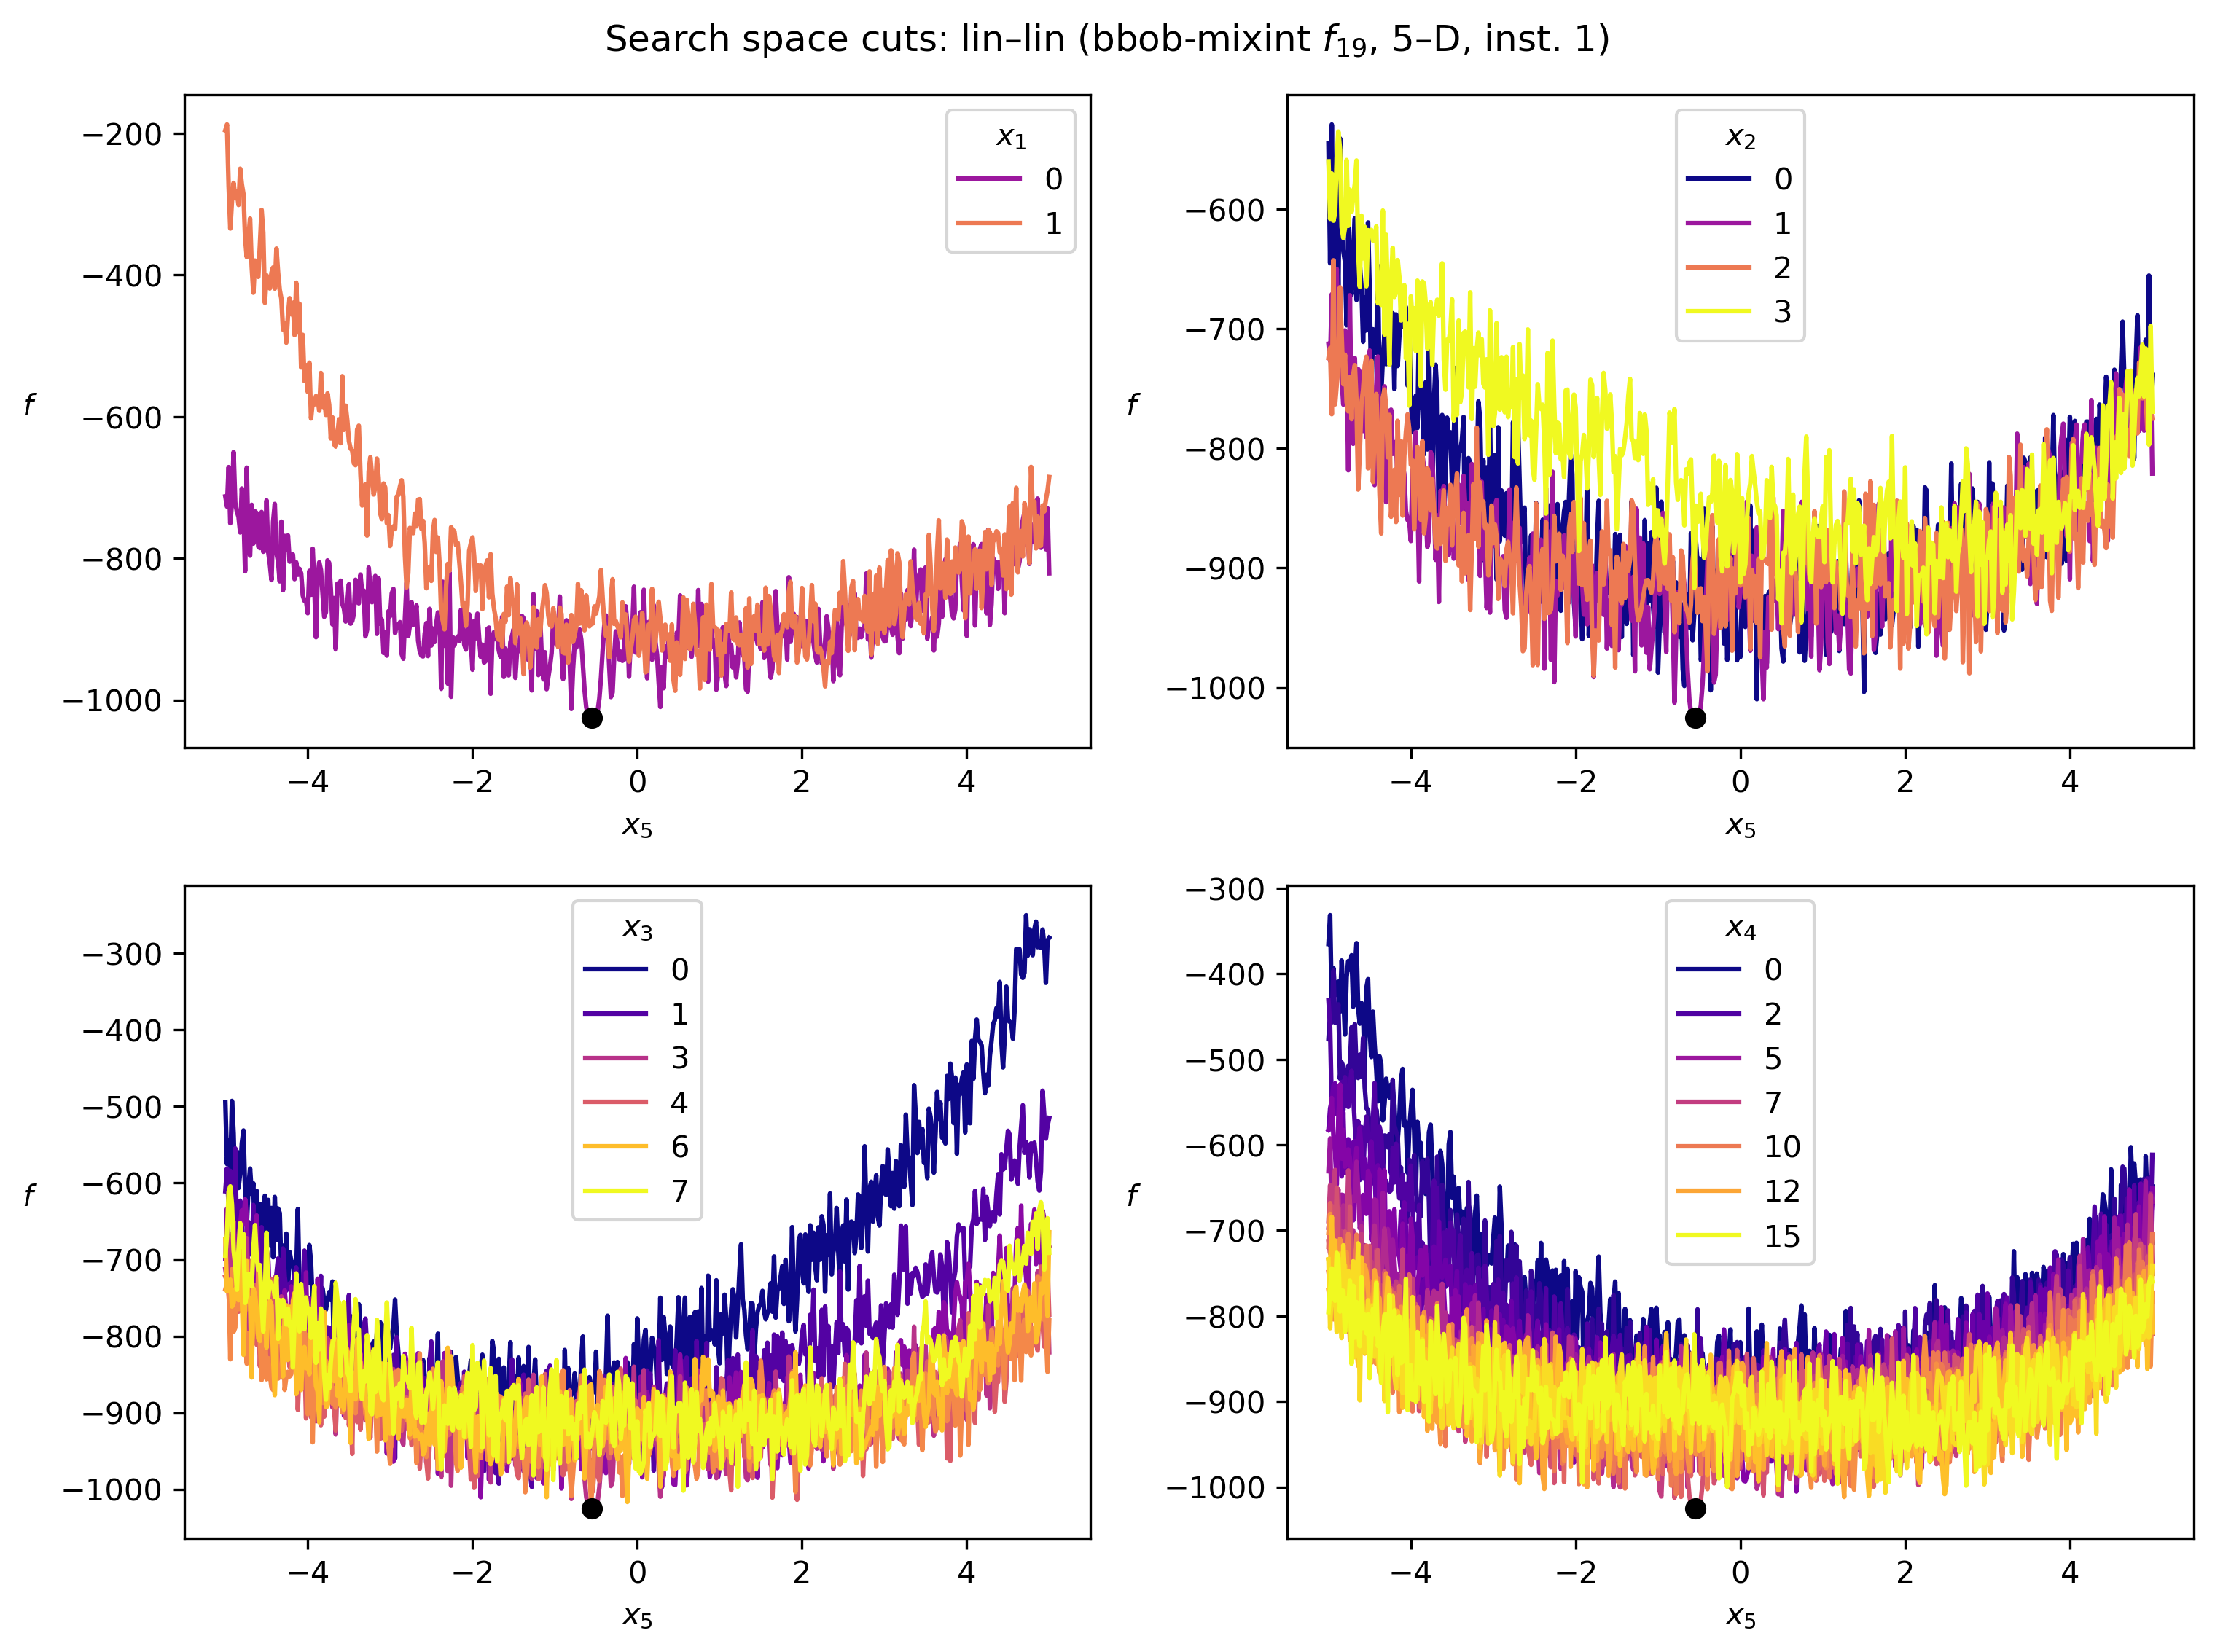 Search space cuts: lin–lin (bbob-mixint f19, 5–D, inst. 1)
−200
−400
−600
−800
−1000
f
−4 −2 0 2 4
x5
x1
0
1
−600
−700
−800
−900
−1000
f
−4 −2 0 2 4
x5
x2
0
1
2
3
−300
−400
−500
−600
−700
−800
−900
−1000
f
−4 −2 0 2 4
x5
x3
0
1
3
4
6
7
−300
−400
−500
−600
−700
−800
−900
−1000
f
−4 −2 0 2 4
x5
x4
0
2
5
7
10
12
15